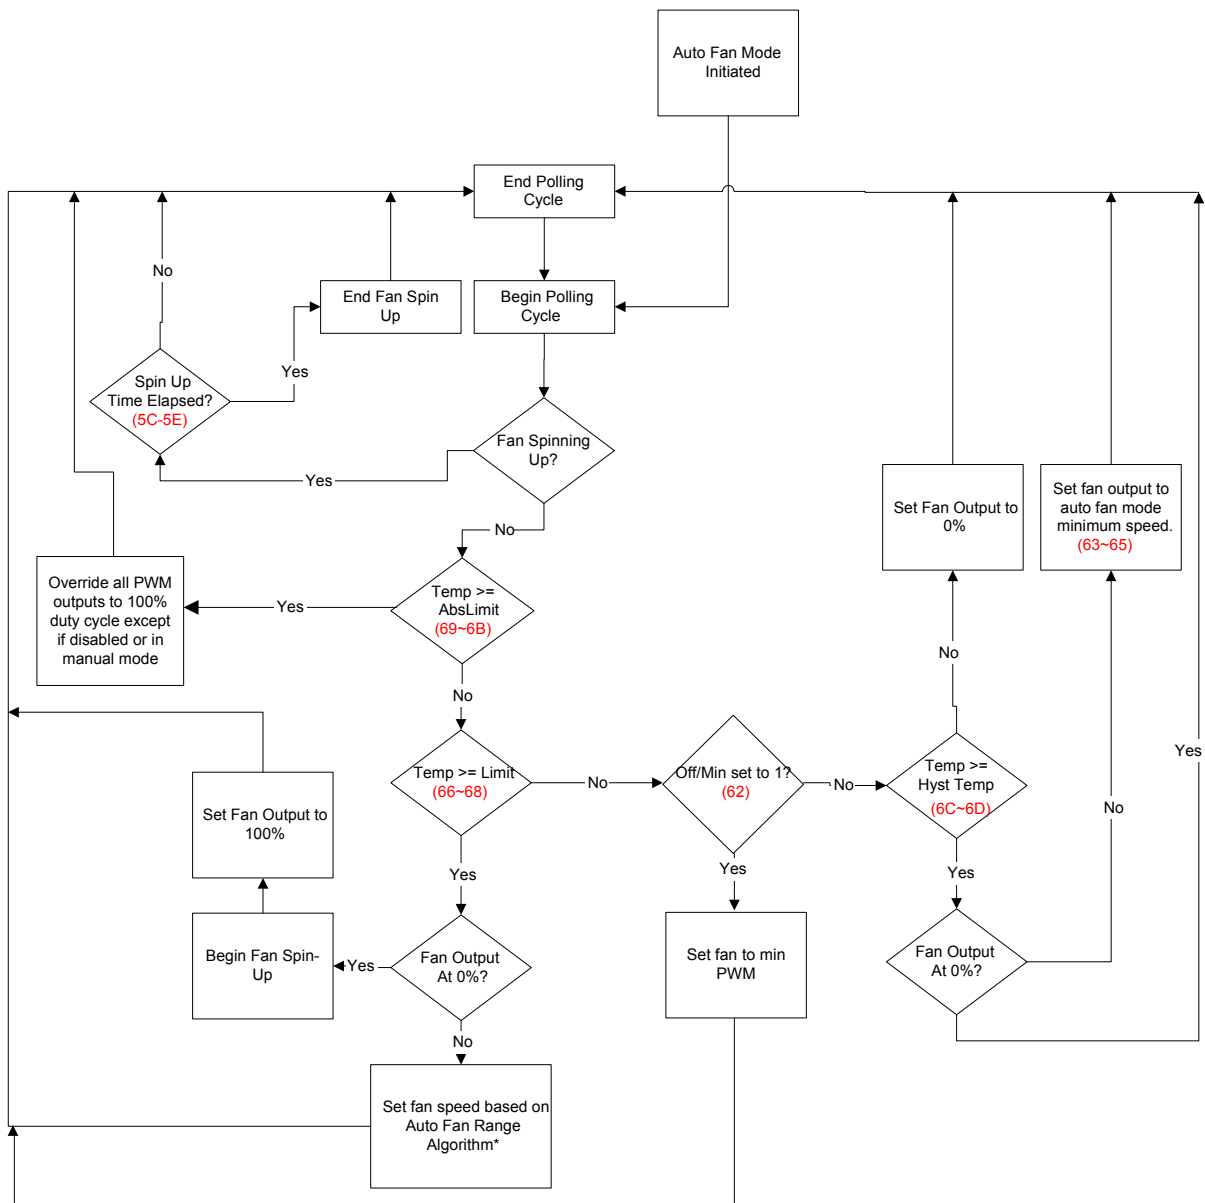 Auto Fan Mode
Initiated
End Polling
Cycle
No
End Fan Spin
Up
Begin Polling
Cycle
Yes
Spin Up
Time Elapsed?
(5C-5E)
Fan Spinning
Up?
Yes
Set Fan Output to
0%
Set fan output to
auto fan mode
minimum speed.
(63~65)
No
Override all PWM
outputs to 100%
duty cycle except
if disabled or in
manual mode
Yes
Temp >=
AbsLimit
(69~6B)
No
No
Temp >= Limit
(66~68)
No
Off/Min set to 1?
(62)
No
Temp >=
Hyst Temp
(6C~6D)
Yes
No
Set Fan Output to
100%
Yes
Yes
Yes
Begin Fan Spin-
Up
Yes
Fan Output
At 0%?
Set fan to min
PWM
Fan Output
At 0%?
No
Set fan speed based on
Auto Fan Range
Algorithm*